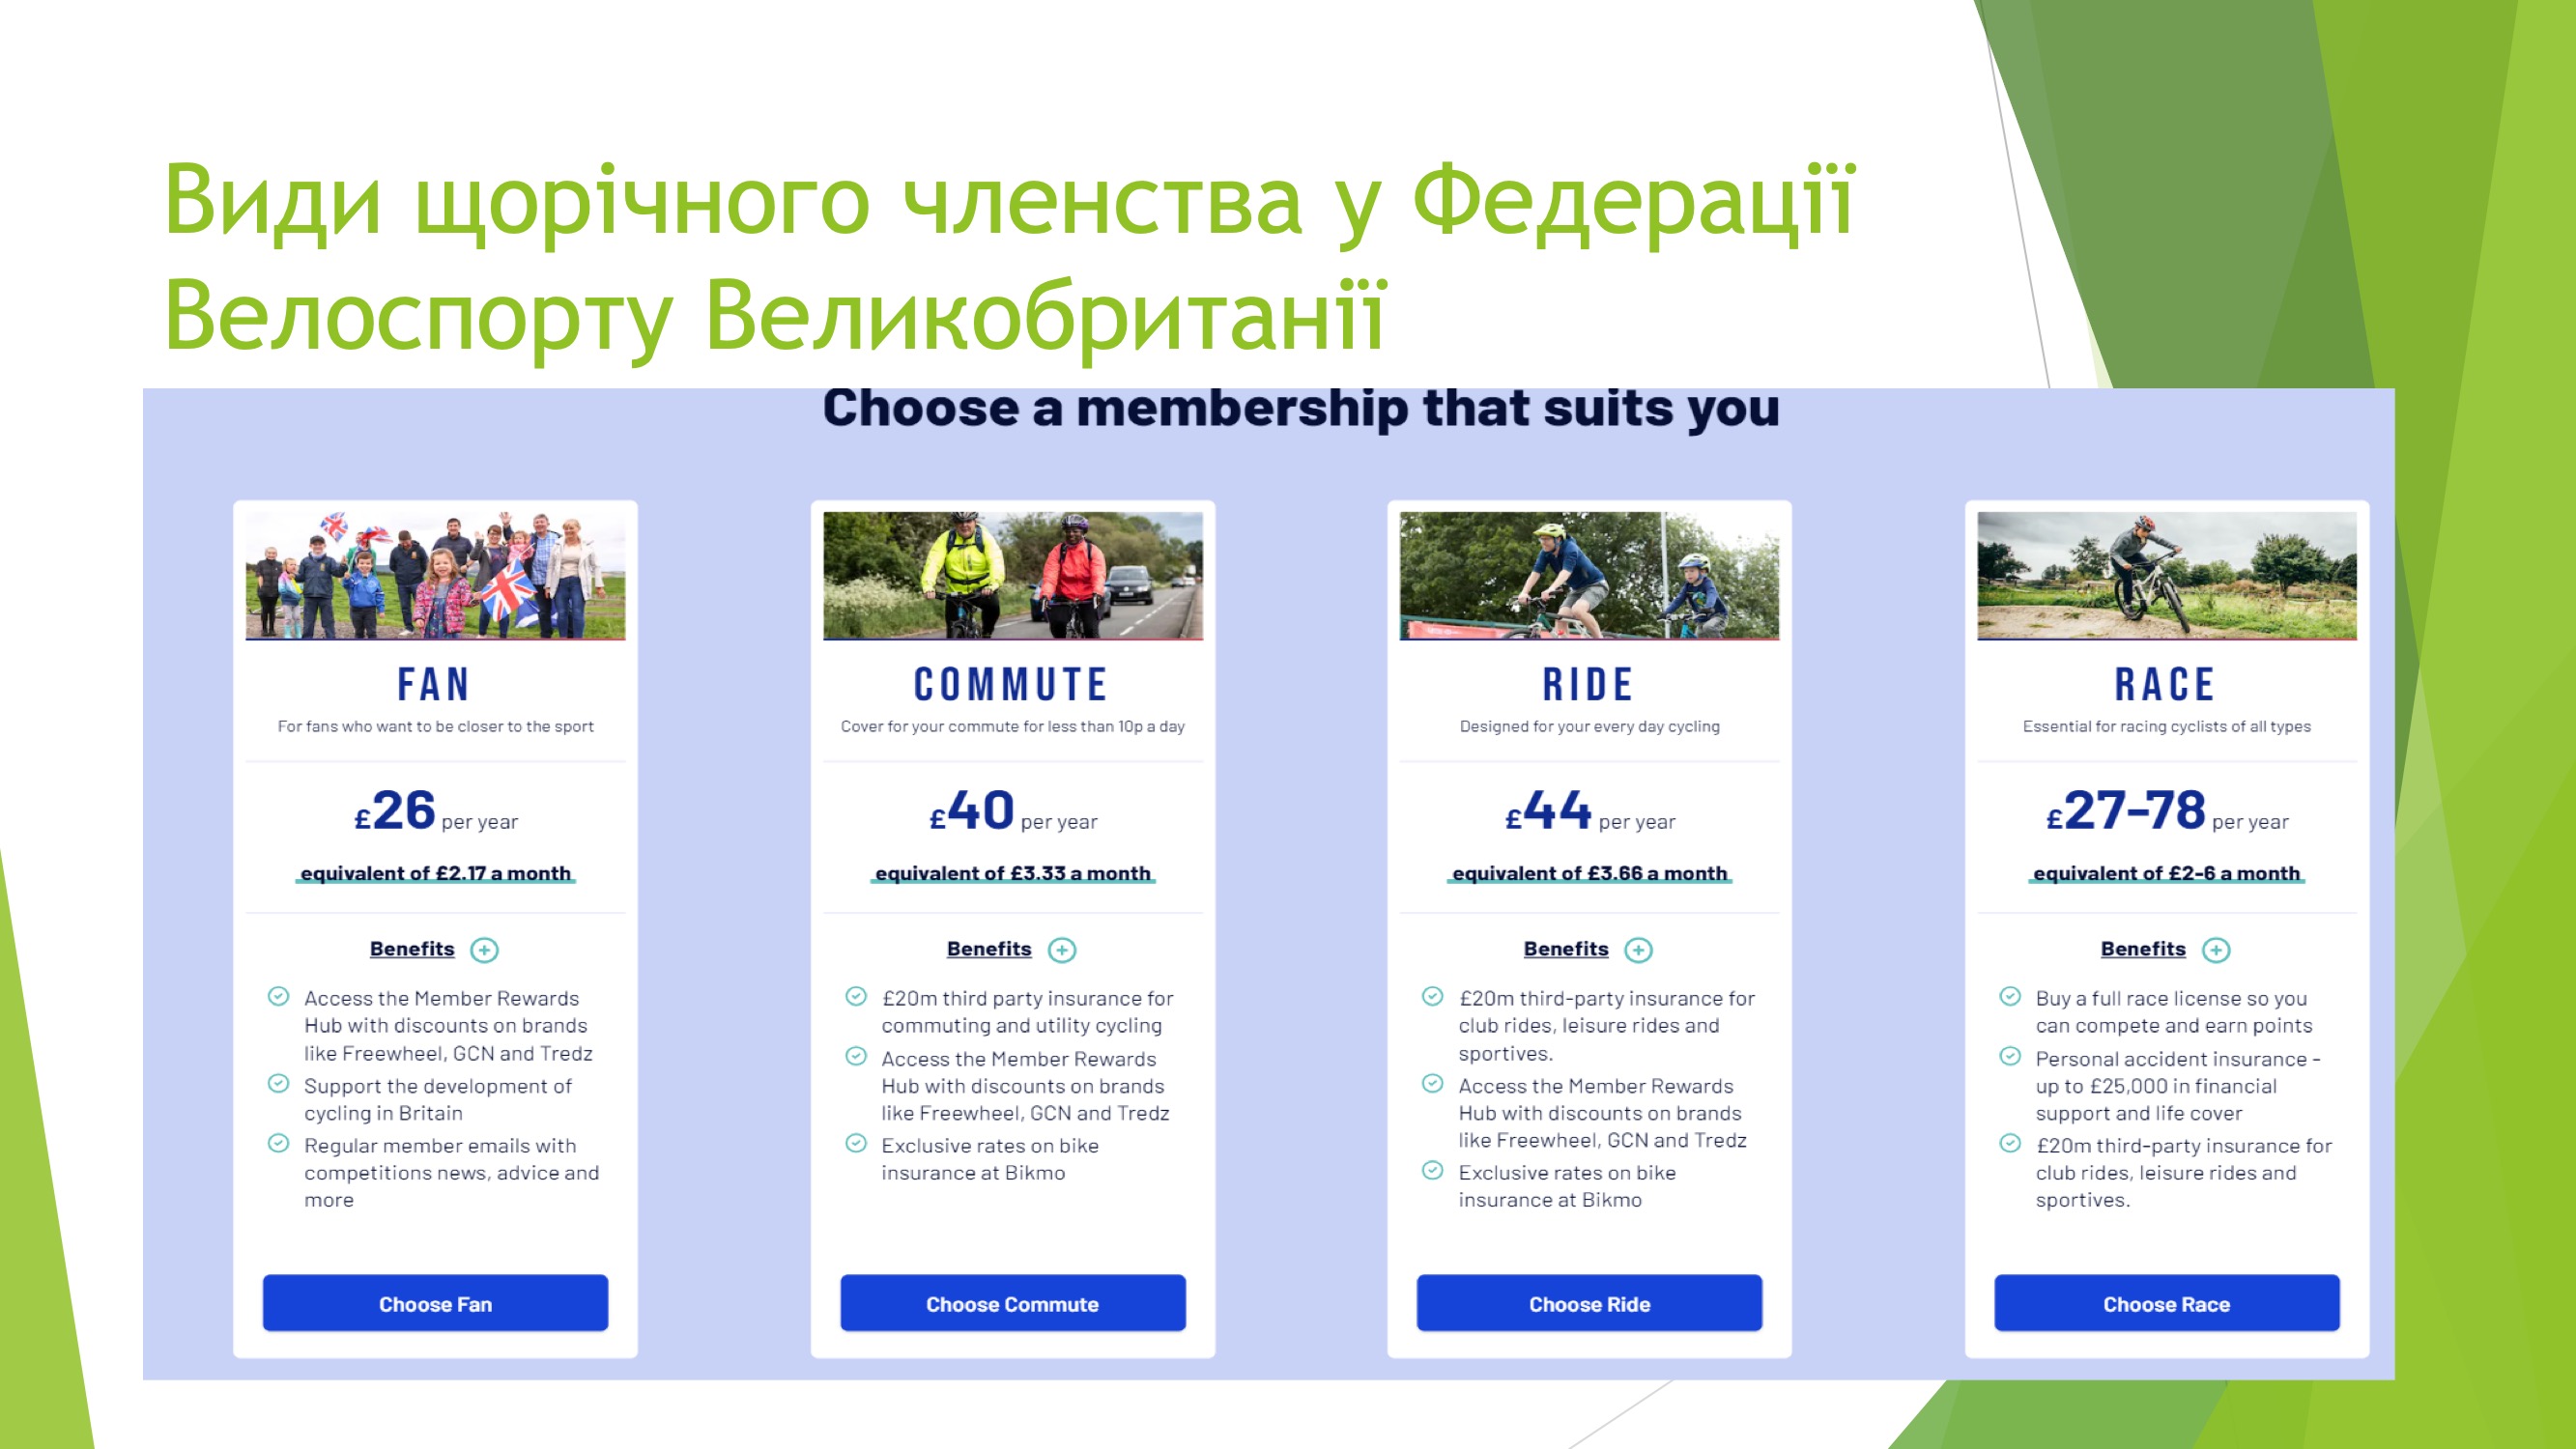 Види щорічного членства у Федерації
Велоспорту Великобританії
Choose a membership that suits you
FAN
For fans who want to be closer to the sport
£26 per year
equivalent of £2.17 a month
Benefits
Access the Member Rewards
Hub with discounts on brands
like Freewheel, GCN and Tredz
Support the development of
cycling in Britain
Regular member emails with
competitions news, advice and
more
Choose Fan
COMMUTE
Cover for your commute for less than 10p a day
£40 per year
equivalent of £3.33 a month
Benefits
£20m third party insurance for
commuting and utility cycling
Access the Member Rewards
Hub with discounts on brands
like Freewheel, GCN and Tredz
Exclusive rates on bike
insurance at Bikmo
Choose Commute
RIDE
Designed for your every day cycling
£44 per year
equivalent of £3.66 a month
Benefits
£20m third-party insurance for
club rides, leisure rides and
sportives.
Access the Member Rewards
Hub with discounts on brands
like Freewheel, GCN and Tredz
Exclusive rates on bike
insurance at Bikmo
Choose Ride
RACE
Essential for racing cyclists of all types
£27-78 per year
equivalent of £2-6 a month
Benefits
Buy a full race license so you
can compete and earn points
Personal accident insurance -
up to £25,000 in financial
support and life cover
£20m third-party insurance for
club rides, leisure rides and
sportives.
Choose Race